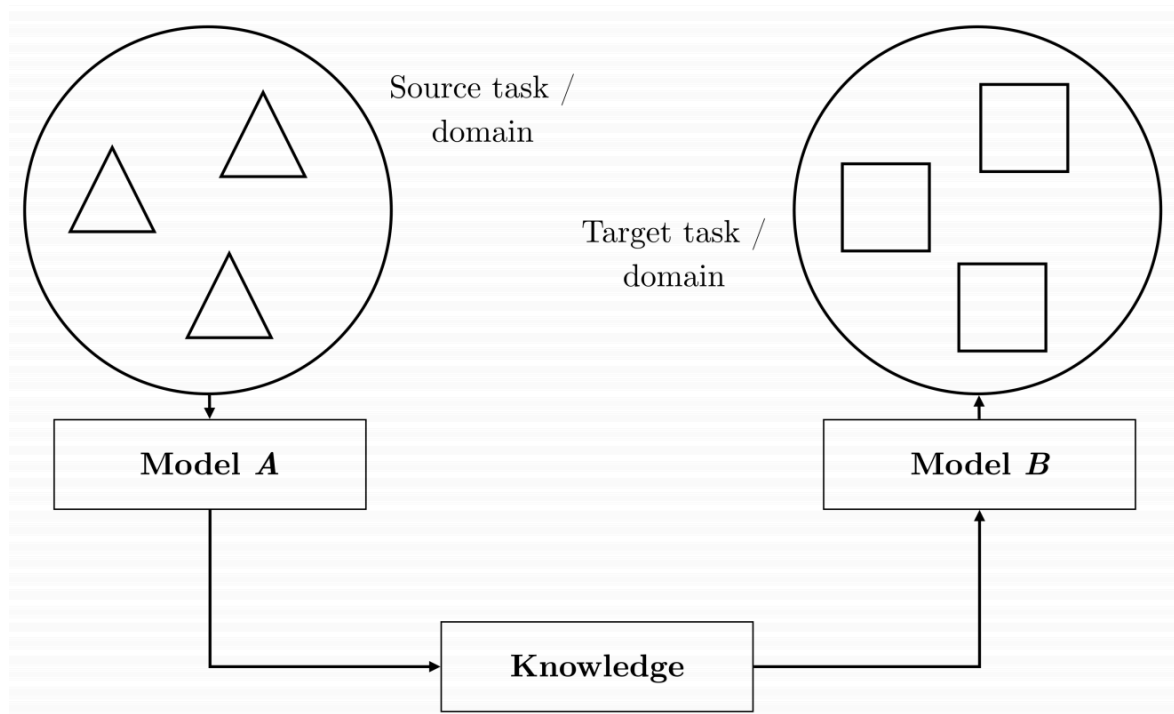 Source task /
domain
Target task /
domain
Model A
Model B
Knowledge